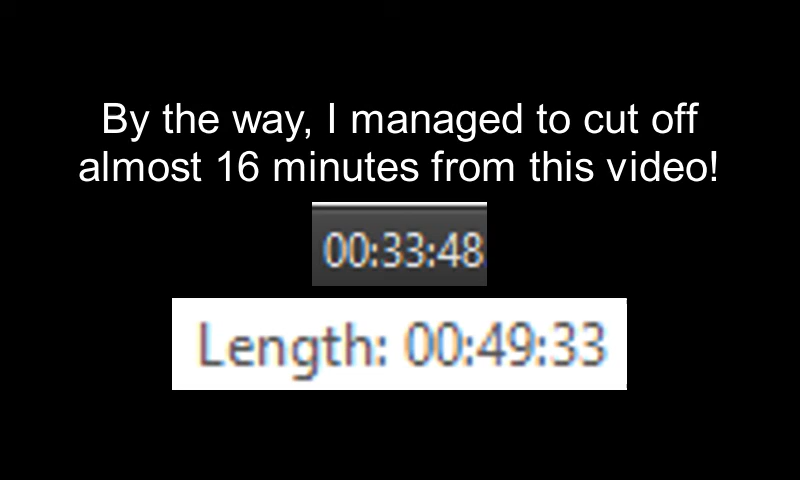 By the way, I managed to cut off
almost 16 minutes from this video!
00:33:48
Length: 00:49:33